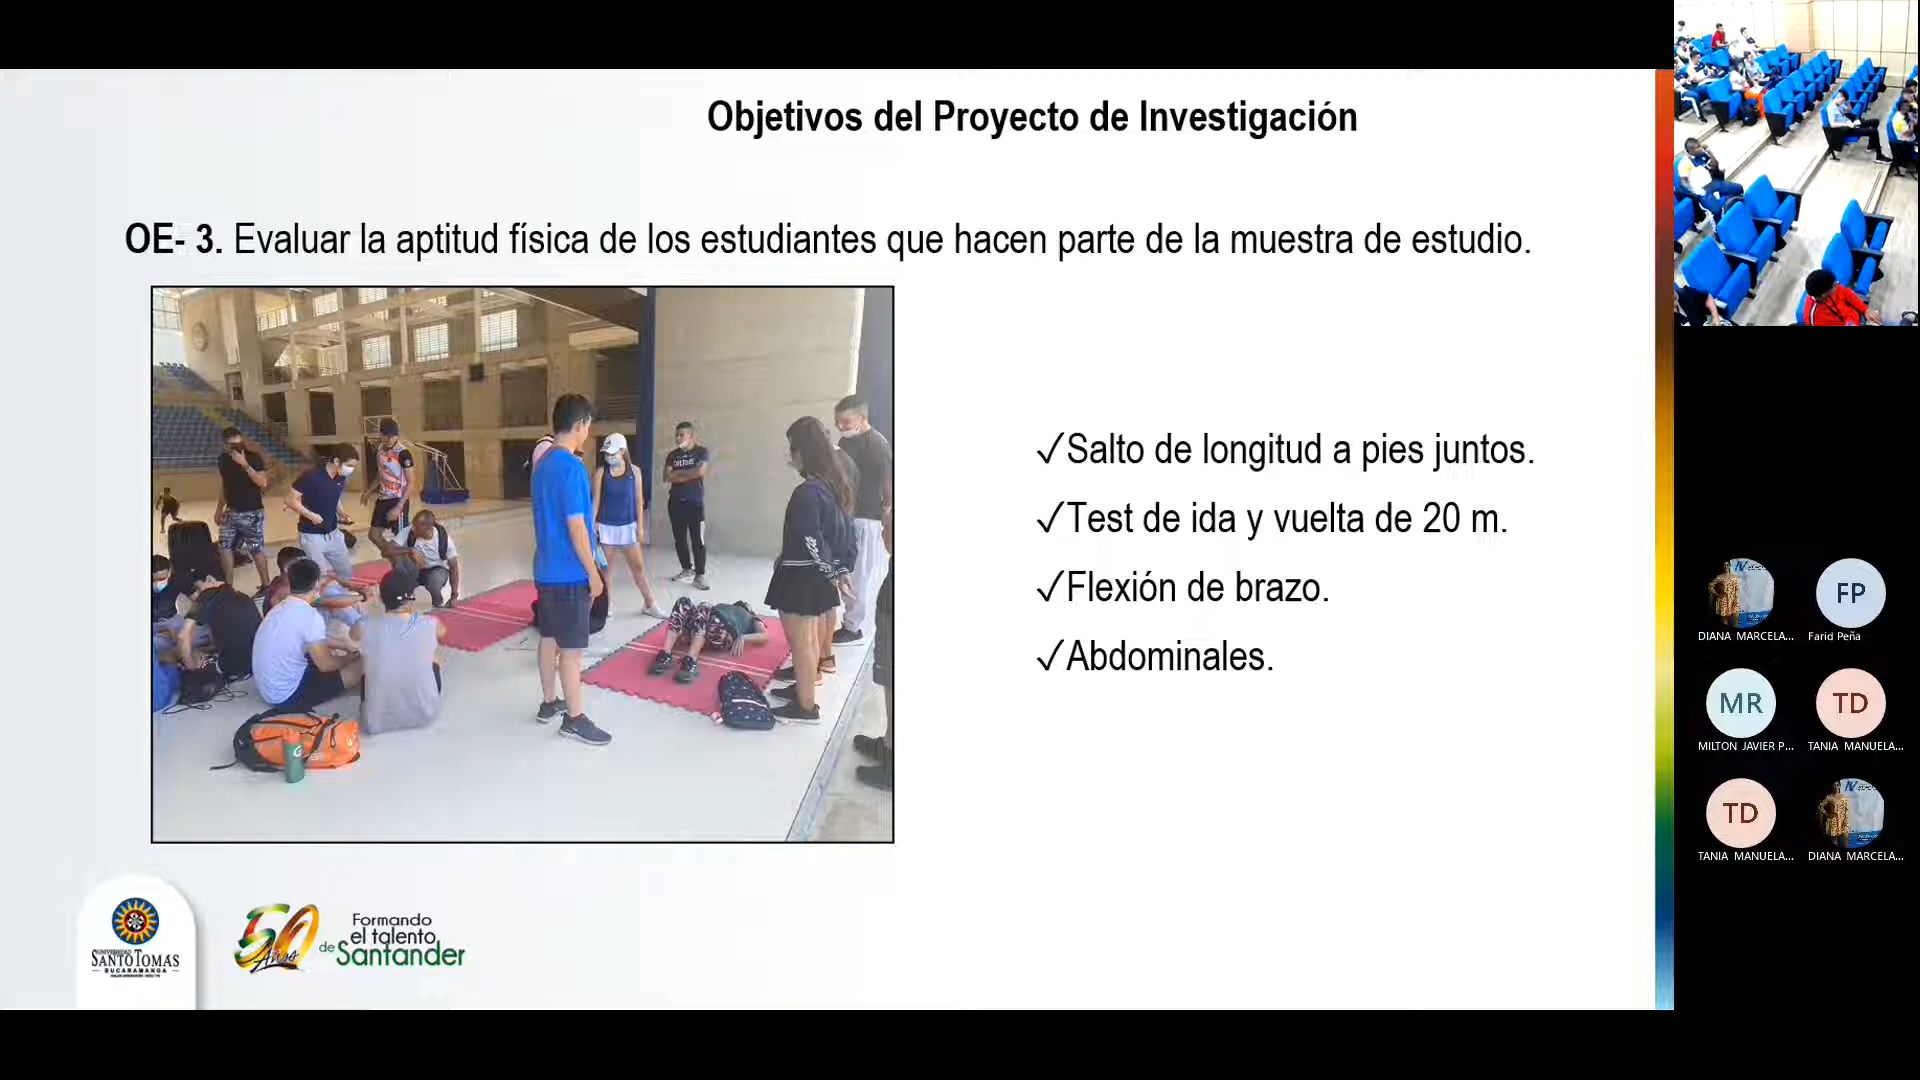 Objetivos del Proyecto de Investigación
OE- 3. Evaluar la aptitud física de los estudiantes que hacen parte de la muestra de estudio.
✓Salto de longitud a pies juntos.
✓Test de ida y vuelta de 20 m.
✓Flexión de brazo.
✓Abdominales.
UNIVERSIDAD
SANTO TOMAS
BUCARAMANGA
50 Años
Formando
el talento
de Santander
DIANA MARCELA...
FP
Farid Peña
MR
MILTON JAVIER P...
TD
TANIA MANUELA...
TD
TANIA MANUELA...
DIANA MARCELA...